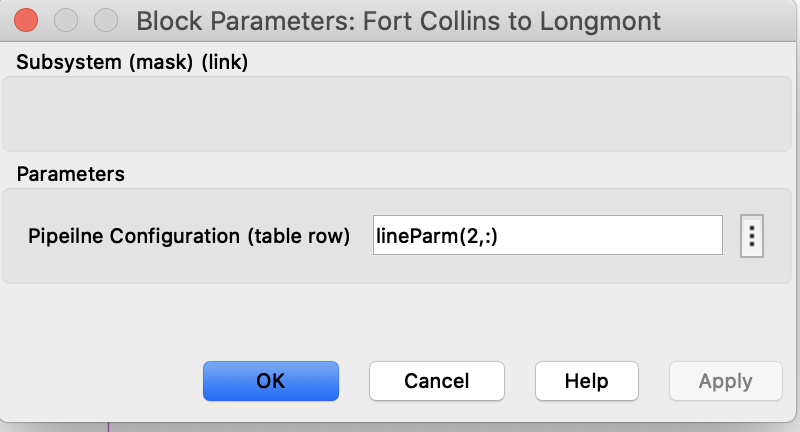 Block Parameters: Fort Collins to Longmont
Subsystem (mask) (link)
Parameters
Pipeilne Configuration (table row) lineParm(2,:)
OK Cancel Help Apply